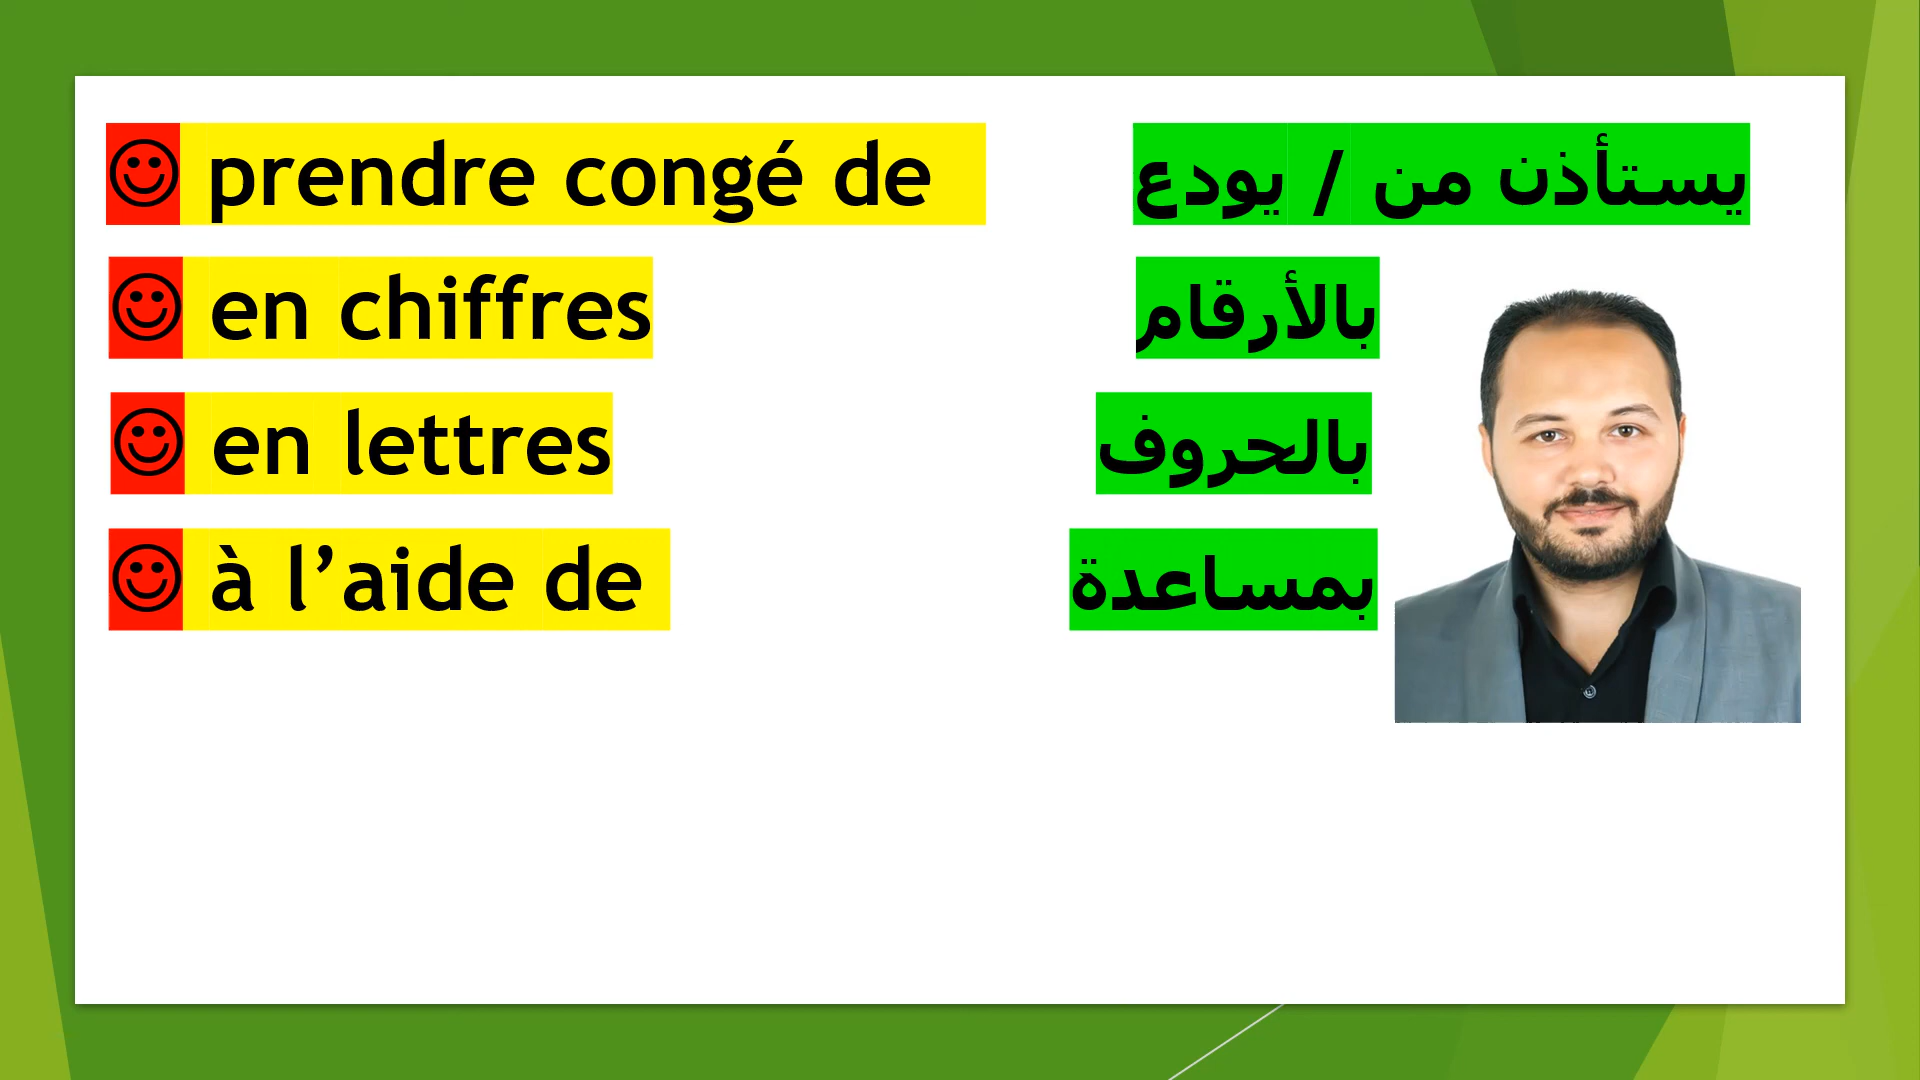 ☺ prendre congé de يستأذن من / يودع
☺ en chiffres بالأرقام
☺ en lettres بالحروف
☺ à l’aide de بمساعدة